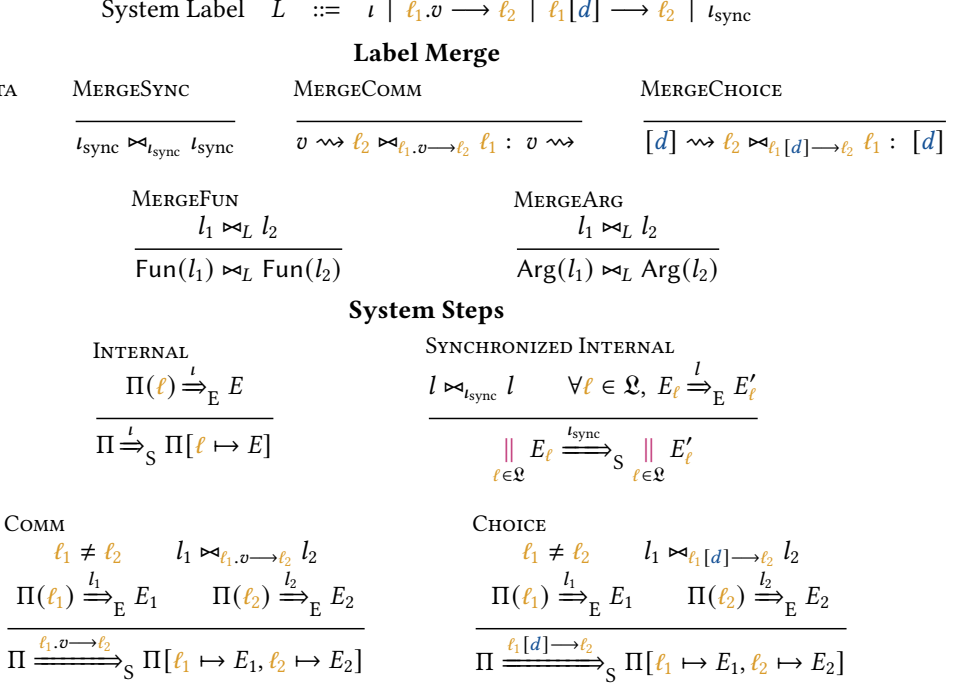 System Label L ::= ι | ℓ₁.v ⟶ ℓ₂ | ℓ₁[d] ⟶ ℓ₂ | ι_sync
Label Merge
TA MergeSync MergeComm MergeChoice
ι_sync ⋈_{ι_sync} ι_sync v ⇝ ℓ₂ ⋈_{ℓ₁.v⟶ℓ₂} ℓ₁ : v ⇝ [d] ⇝ ℓ₂ ⋈_{ℓ₁[d]⟶ℓ₂} ℓ₁ : [d]
MergeFun MergeArg
l₁ ⋈_L l₂ l₁ ⋈_L l₂
Fun(l₁) ⋈_L Fun(l₂) Arg(l₁) ⋈_L Arg(l₂)
System Steps
Internal Synchronized Internal
Π(ℓ) ⇒^ι_E E l ⋈_{ι_sync} l ∀ℓ ∈ 𝔏, E_ℓ ⇒^l_E E′_ℓ
Π ⇒^ι_S Π[ℓ ↦ E] ∥_{ℓ∈𝔏} E_ℓ ⟹^{ι_sync}_S ∥_{ℓ∈𝔏} E′_ℓ
Comm Choice
ℓ₁ ≠ ℓ₂ l₁ ⋈_{ℓ₁.v⟶ℓ₂} l₂ ℓ₁ ≠ ℓ₂ l₁ ⋈_{ℓ₁[d]⟶ℓ₂} l₂
Π(ℓ₁) ⇒^{l₁}_E E₁ Π(ℓ₂) ⇒^{l₂}_E E₂ Π(ℓ₁) ⇒^{l₁}_E E₁ Π(ℓ₂) ⇒^{l₂}_E E₂
Π ⟹^{ℓ₁.v⟶ℓ₂}_S Π[ℓ₁ ↦ E₁, ℓ₂ ↦ E₂] Π ⟹^{ℓ₁[d]⟶ℓ₂}_S Π[ℓ₁ ↦ E₁, ℓ₂ ↦ E₂]